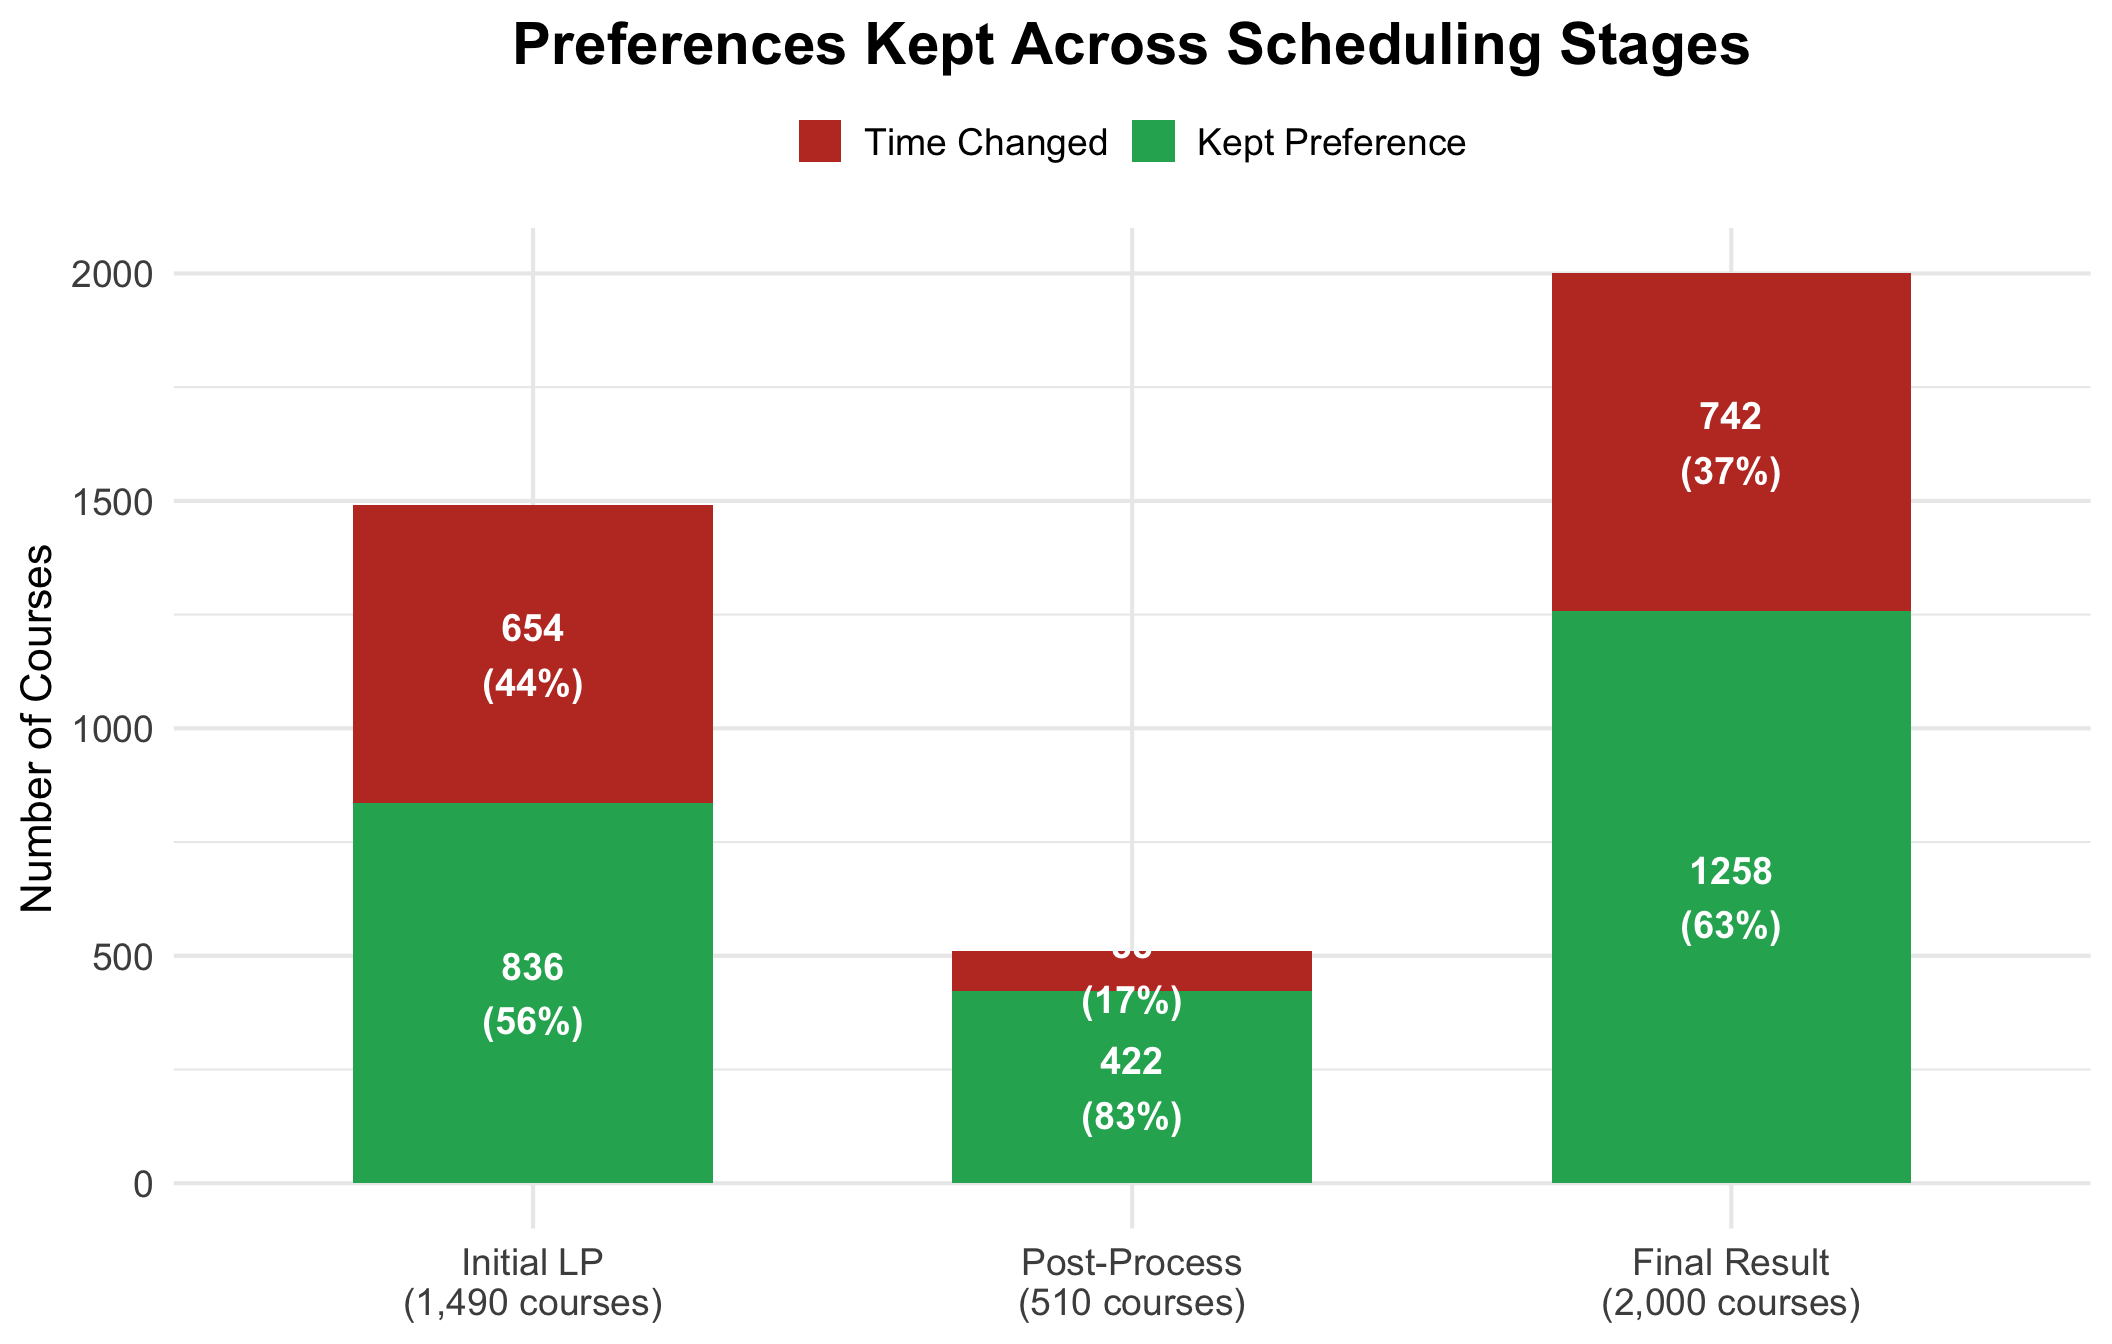 Preferences Kept Across Scheduling Stages
Time Changed
Kept Preference
Number of Courses
2000
1500
1000
500
0
654
(44%)
836
(56%)
(17%)
422
(83%)
742
(37%)
1258
(63%)
Initial LP
(1,490 courses)
Post-Process
(510 courses)
Final Result
(2,000 courses)